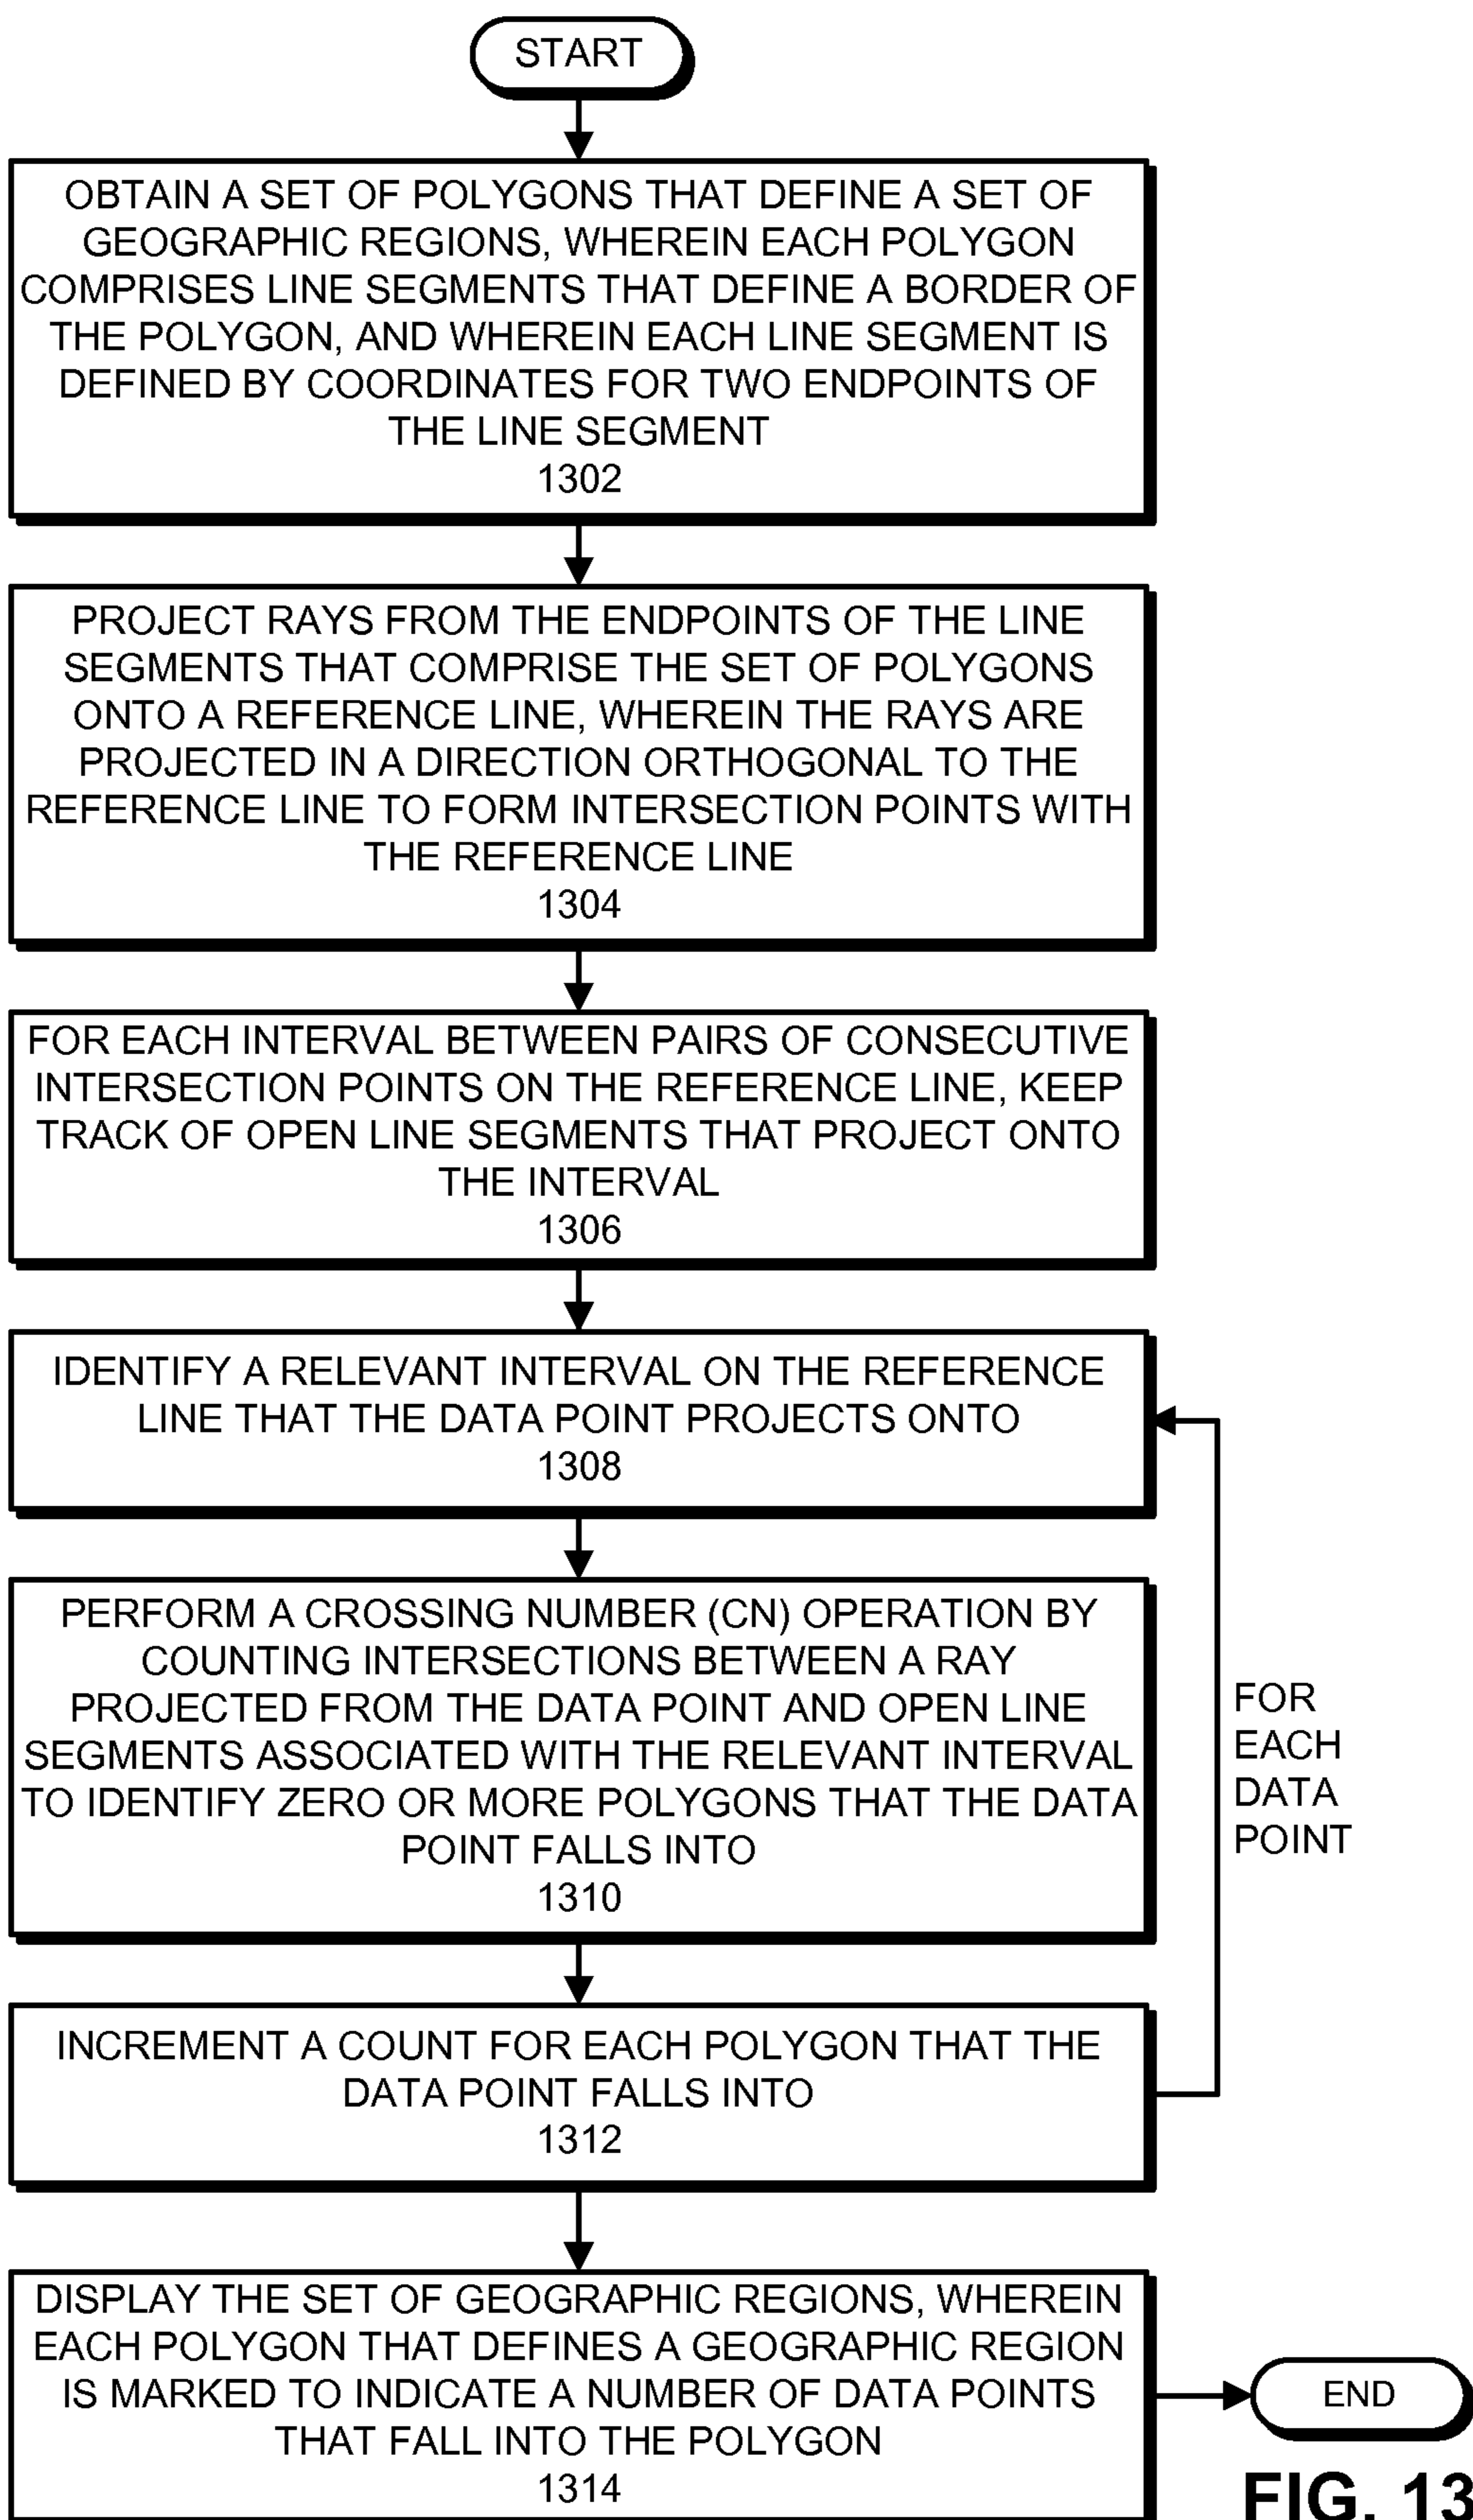 START
OBTAIN A SET OF POLYGONS THAT DEFINE A SET OF
GEOGRAPHIC REGIONS, WHEREIN EACH POLYGON
COMPRISES LINE SEGMENTS THAT DEFINE A BORDER OF
THE POLYGON, AND WHEREIN EACH LINE SEGMENT IS
DEFINED BY COORDINATES FOR TWO ENDPOINTS OF
THE LINE SEGMENT
1302
PROJECT RAYS FROM THE ENDPOINTS OF THE LINE
SEGMENTS THAT COMPRISE THE SET OF POLYGONS
ONTO A REFERENCE LINE, WHEREIN THE RAYS ARE
PROJECTED IN A DIRECTION ORTHOGONAL TO THE
REFERENCE LINE TO FORM INTERSECTION POINTS WITH
THE REFERENCE LINE
1304
FOR EACH INTERVAL BETWEEN PAIRS OF CONSECUTIVE
INTERSECTION POINTS ON THE REFERENCE LINE, KEEP
TRACK OF OPEN LINE SEGMENTS THAT PROJECT ONTO
THE INTERVAL
1306
IDENTIFY A RELEVANT INTERVAL ON THE REFERENCE
LINE THAT THE DATA POINT PROJECTS ONTO
1308
PERFORM A CROSSING NUMBER (CN) OPERATION BY
COUNTING INTERSECTIONS BETWEEN A RAY
PROJECTED FROM THE DATA POINT AND OPEN LINE
SEGMENTS ASSOCIATED WITH THE RELEVANT INTERVAL
TO IDENTIFY ZERO OR MORE POLYGONS THAT THE DATA
POINT FALLS INTO
1310
FOR
EACH
DATA
POINT
INCREMENT A COUNT FOR EACH POLYGON THAT THE
DATA POINT FALLS INTO
1312
DISPLAY THE SET OF GEOGRAPHIC REGIONS, WHEREIN
EACH POLYGON THAT DEFINES A GEOGRAPHIC REGION
IS MARKED TO INDICATE A NUMBER OF DATA POINTS
THAT FALL INTO THE POLYGON
1314
END
FIG. 13